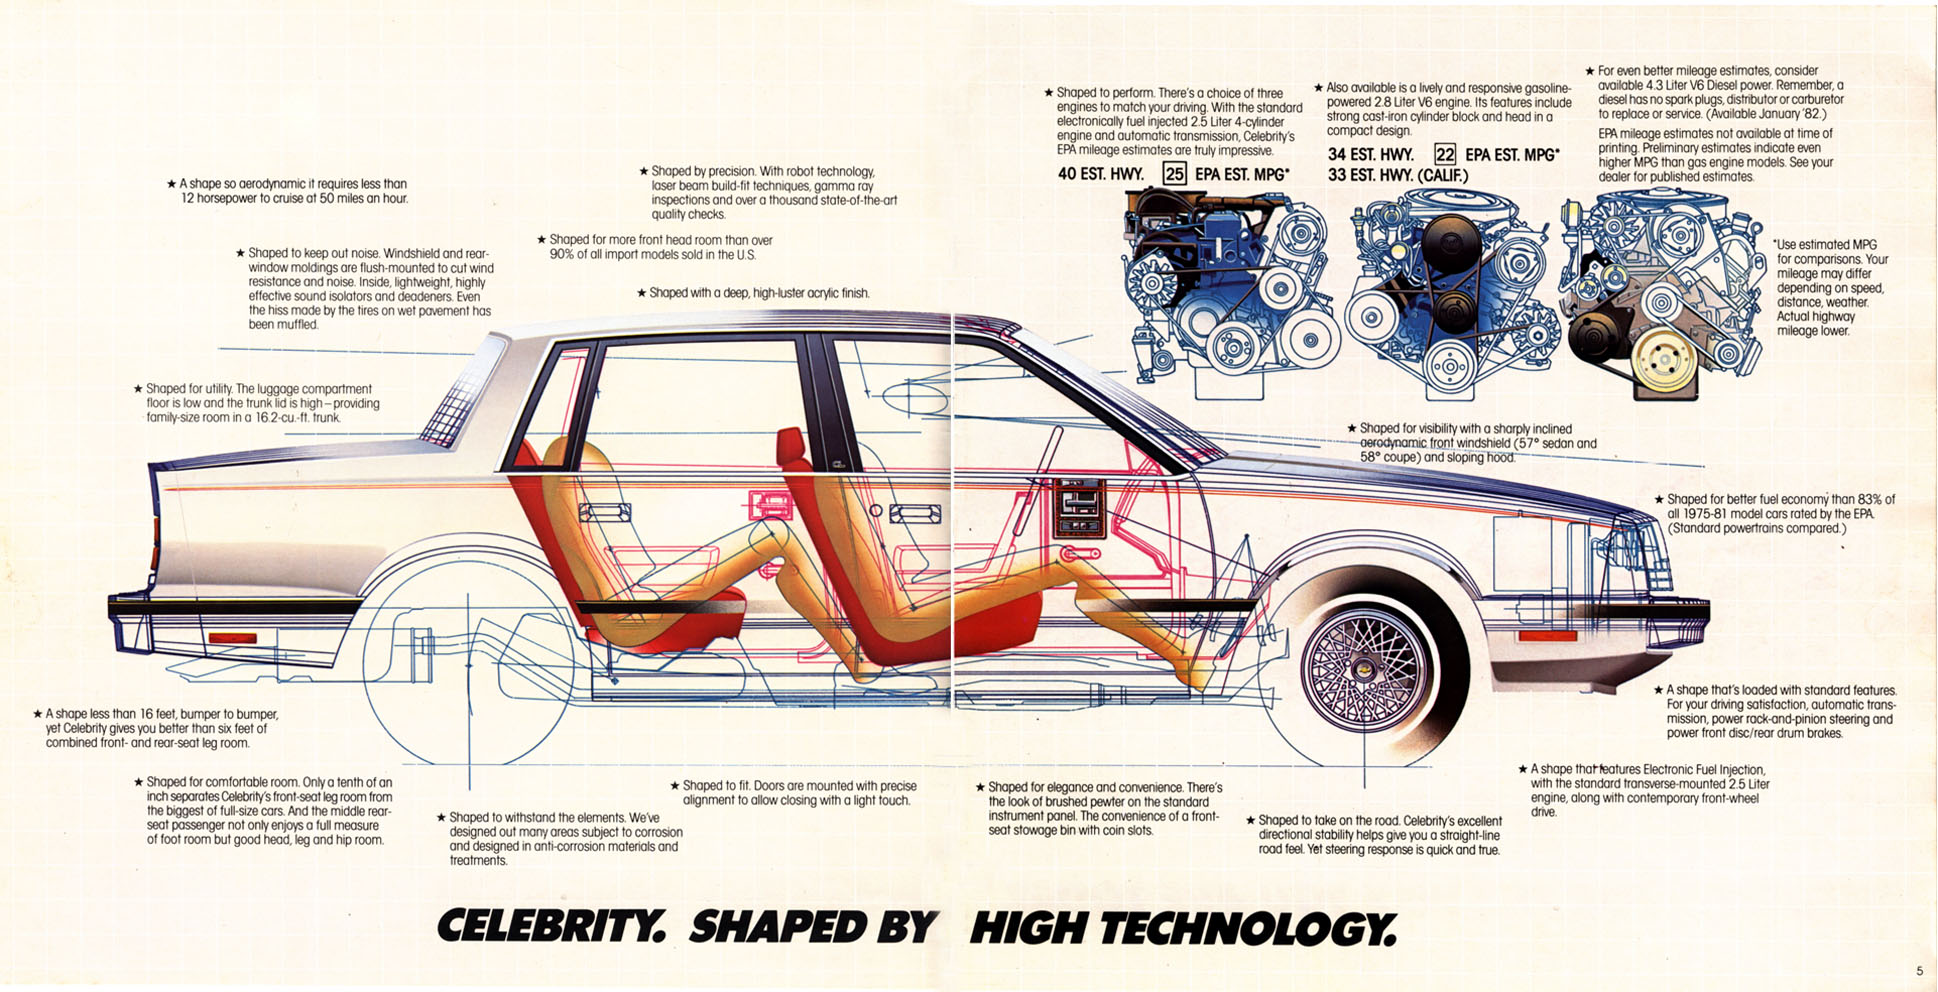 ★ Shaped to perform. There's a choice of three
engines to match your driving. With the standard
electronically fuel injected 2.5 Liter 4-cylinder
engine and automatic transmission, Celebrity's
EPA mileage estimates are truly impressive.
40 EST. HWY. 25 EPA EST. MPG*
★ Also available is a lively and responsive gasoline-
powered 2.8 Liter V6 engine. Its features include
strong cast-iron cylinder block and head in a
compact design.
34 EST. HWY. 22 EPA EST. MPG*
33 EST. HWY. (CALIF.)
★ For even better mileage estimates, consider
available 4.3 Liter V6 Diesel power. Remember, a
diesel has no spark plugs, distributor or carburetor
to replace or service. (Available January '82.)
EPA mileage estimates not available at time of
printing. Preliminary estimates indicate even
higher MPG than gas engine models. See your
dealer for published estimates.
*Use estimated MPG
for comparisons. Your
mileage may differ
depending on speed,
distance, weather.
Actual highway
mileage lower.
★ A shape so aerodynamic it requires less than
12 horsepower to cruise at 50 miles an hour.
★ Shaped by precision. With robot technology,
laser beam build-fit techniques, gamma ray
inspections and over a thousand state-of-the-art
quality checks.
★ Shaped to keep out noise. Windshield and rear-
window moldings are flush-mounted to cut wind
resistance and noise. Inside, lightweight, highly
effective sound isolators and deadeners. Even
the hiss made by the tires on wet pavement has
been muffled.
★ Shaped for more front head room than over
90% of all import models sold in the U.S.
★ Shaped with a deep, high-luster acrylic finish.
★ Shaped for utility. The luggage compartment
floor is low and the trunk lid is high – providing
family-size room in a 16.2-cu.-ft. trunk.
★ Shaped for visibility with a sharply inclined
aerodynamic front windshield (57° sedan and
58° coupe) and sloping hood.
★ Shaped for better fuel economy than 83% of
all 1975-81 model cars rated by the EPA.
(Standard powertrains compared.)
★ A shape that's loaded with standard features.
For your driving satisfaction, automatic trans-
mission, power rack-and-pinion steering and
power front disc/rear drum brakes.
★ A shape less than 16 feet, bumper to bumper,
yet Celebrity gives you better than six feet of
combined front- and rear-seat leg room.
★ Shaped for comfortable room. Only a tenth of an
inch separates Celebrity's front-seat leg room from
the biggest of full-size cars. And the middle rear-
seat passenger not only enjoys a full measure
of foot room but good head, leg and hip room.
★ Shaped to withstand the elements. We've
designed out many areas subject to corrosion
and designed in anti-corrosion materials and
treatments.
★ Shaped to fit. Doors are mounted with precise
alignment to allow closing with a light touch.
★ Shaped for elegance and convenience. There's
the look of brushed pewter on the standard
instrument panel. The convenience of a front-
seat stowage bin with coin slots.
★ Shaped to take on the road. Celebrity's excellent
directional stability helps give you a straight-line
road feel. Yet steering response is quick and true.
★ A shape that features Electronic Fuel Injection,
with the standard transverse-mounted 2.5 Liter
engine, along with contemporary front-wheel
drive.
CELEBRITY. SHAPED BY HIGH TECHNOLOGY.
5